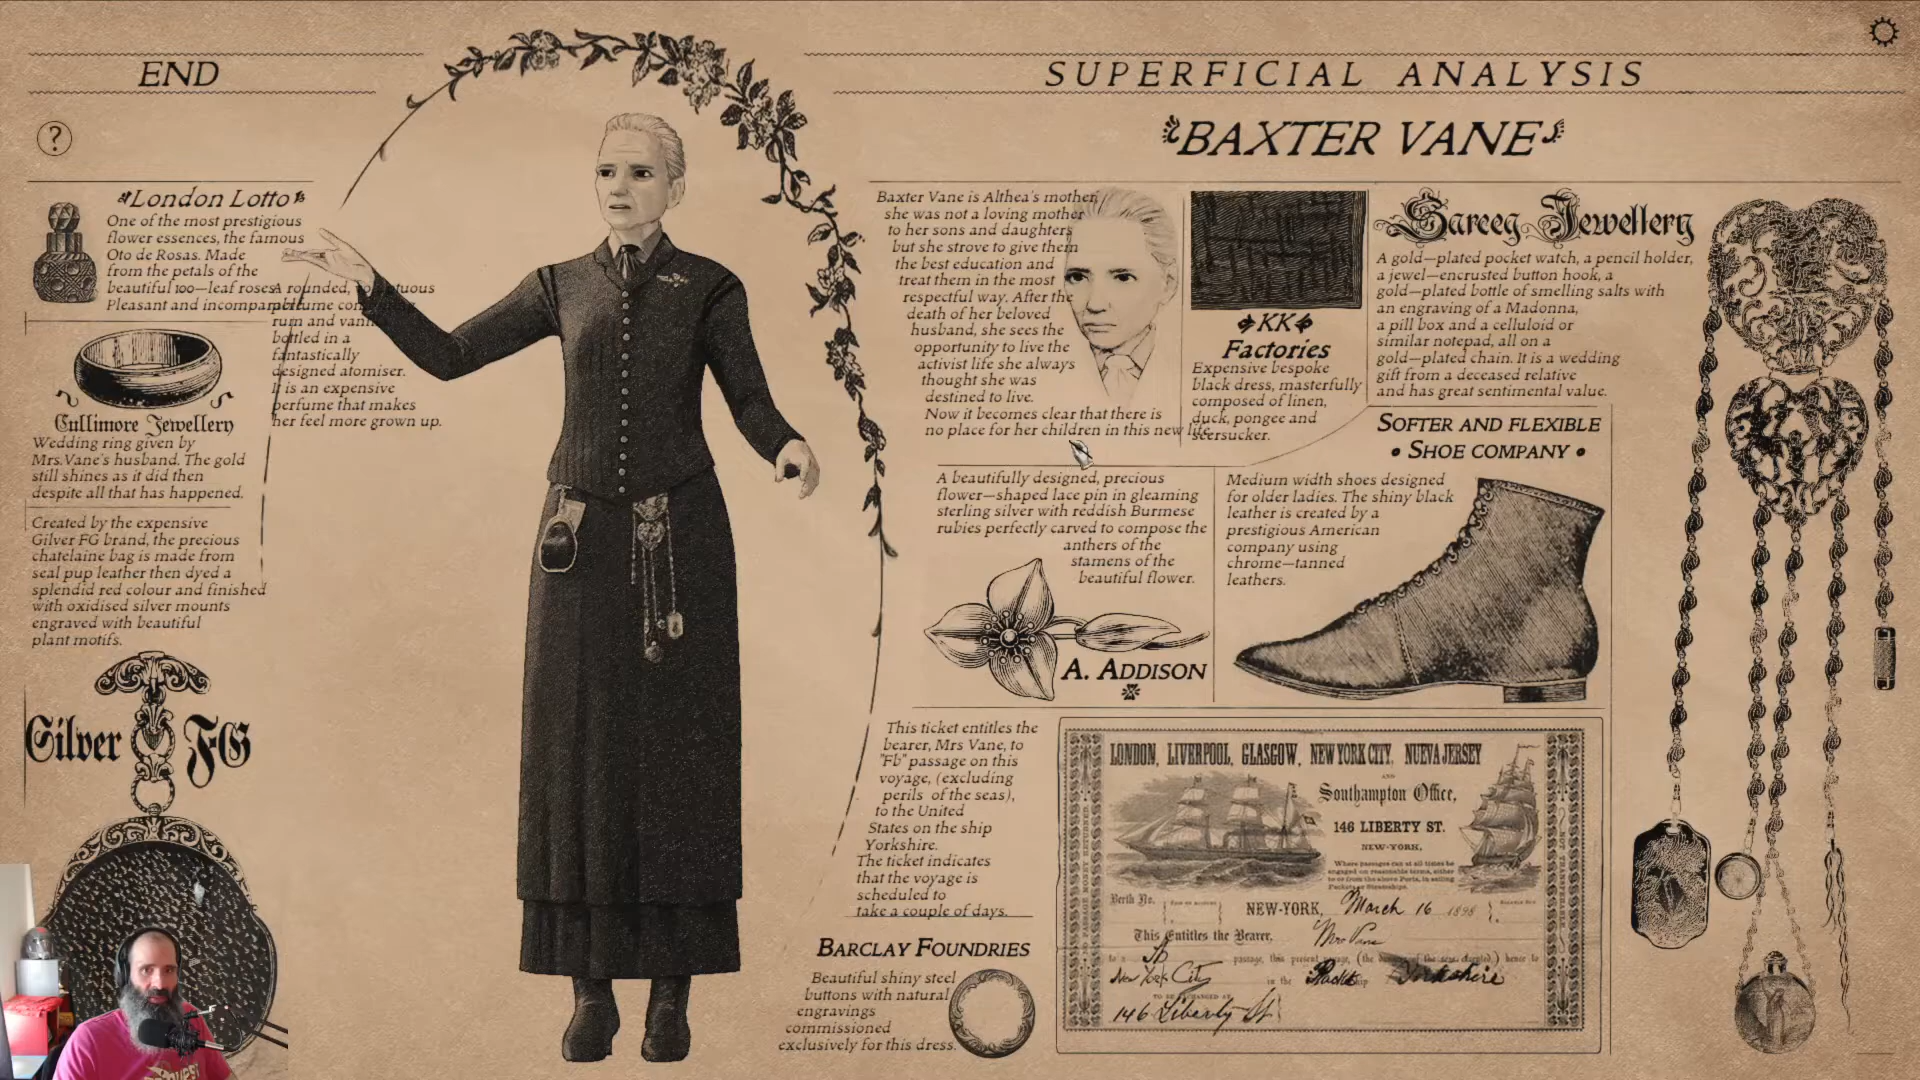 END
SUPERFICIAL ANALYSIS
BAXTER VANE
?
London Lotto
One of the most prestigious
flower essences, the famous
Oto de Rosas. Made
from the petals of the
beautiful 100-leaf roses.
Pleasant and
A rounded,
perfume
rum and
bottled in a
fantastically
designed atomiser.
It is an expensive
perfume that makes
her feel more grown up.
Cullimore Jewellery
Wedding ring given by
Mrs.Vane's husband. The gold
still shines as it did then
despite all that has happened.
Created by the expensive
Gilver FG brand, the precious
chatelaine bag is made from
seal pup leather then dyed a
splendid red colour and finished
with oxidised silver mounts
engraved with beautiful
plant motifs.
Gilver FG
Baxter Vane is Althea's mother,
she was not a loving mother
to her sons and daughters
but she strove to give them
the best education and
treat them in the most
respectful way. After the
death of her beloved
husband, she sees the
opportunity to live the
activist life she always
thought she was
destined to live.
Now it becomes clear that there is
no place for her children in this new life.
KK
Factories
Expensive bespoke
black dress, masterfully
composed of linen,
duck, pongee and
seersucker.
Sareeg Jewellery
A gold-plated pocket watch, a pencil holder,
a jewel-encrusted button hook, a
gold-plated bottle of smelling salts with
an engraving of a Madonna,
a pill box and a celluloid or
similar notepad, all on a
gold-plated chain. It is a wedding
gift from a deceased relative
and has great sentimental value.
A beautifully designed, precious
flower-shaped lace pin in gleaming
sterling silver with reddish Burmese
rubies perfectly carved to compose the
anthers of the
stamens of the
beautiful flower.
A. ADDISON
SOFTER AND FLEXIBLE
• SHOE COMPANY •
Medium width shoes designed
for older ladies. The shiny black
leather is created by a
prestigious American
company using
chrome-tanned
leathers.
This ticket entitles the
bearer, Mrs Vane, to
"Fb" passage on this
voyage, (excluding
perils of the seas),
to the United
States on the ship
Yorkshire.
The ticket indicates
that the voyage is
scheduled to
take a couple of days.
LONDON, LIVERPOOL, GLASGOW, NEW YORK CITY, NUEVA JERSEY
AND
Southampton Office,
146 LIBERTY ST.
NEW-YORK,
Berth No.
NEW-YORK, March 16 1898
This Entitles the Bearer, Mrs Vane
passage, this present voyage, hence to
New York City in the Yorkshire
146 Liberty St
BARCLAY FOUNDRIES
Beautiful shiny steel
buttons with natural
engravings
commissioned
exclusively for this dress.